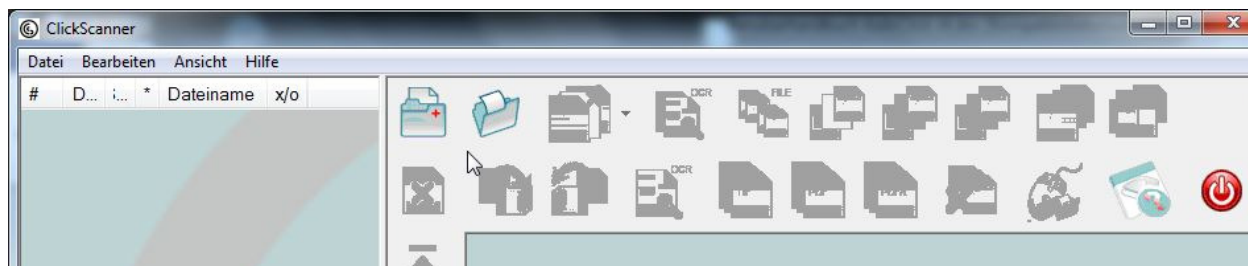 ClickScanner
Datei Bearbeiten Ansicht Hilfe
# D... :... * Dateiname x/o
OCR FILE
OCR